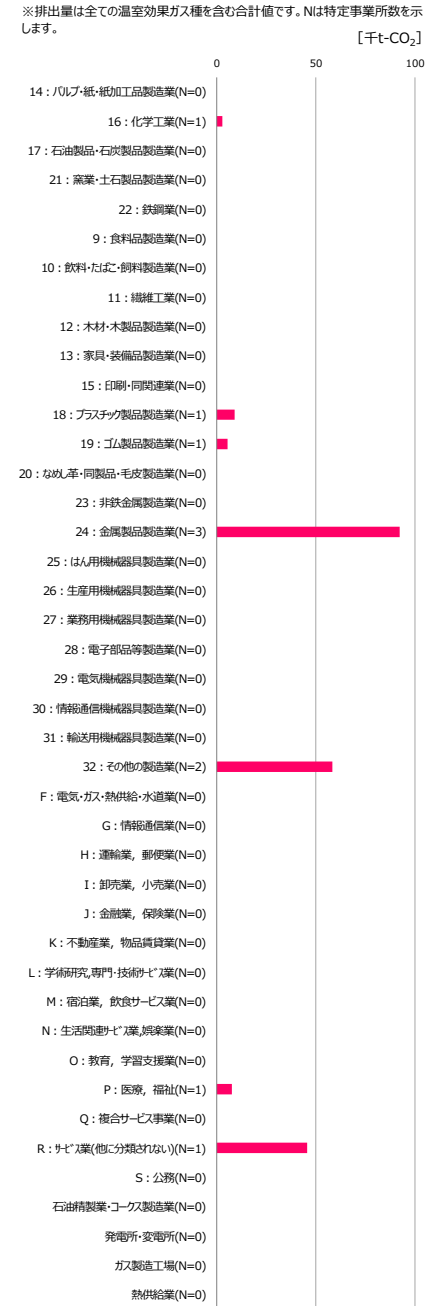 ※排出量は全ての温室効果ガス種を含む合計値です。Nは特定事業所数を示
します。
[千t-CO₂]
0 50 100
14：パルプ・紙・紙加工品製造業(N=0)
16：化学工業(N=1)
17：石油製品・石炭製品製造業(N=0)
21：窯業・土石製品製造業(N=0)
22：鉄鋼業(N=0)
9：食料品製造業(N=0)
10：飲料・たばこ・飼料製造業(N=0)
11：繊維工業(N=0)
12：木材・木製品製造業(N=0)
13：家具・装備品製造業(N=0)
15：印刷・同関連業(N=0)
18：プラスチック製品製造業(N=1)
19：ゴム製品製造業(N=1)
20：なめし革・同製品・毛皮製造業(N=0)
23：非鉄金属製造業(N=0)
24：金属製品製造業(N=3)
25：はん用機械器具製造業(N=0)
26：生産用機械器具製造業(N=0)
27：業務用機械器具製造業(N=0)
28：電子部品等製造業(N=0)
29：電気機械器具製造業(N=0)
30：情報通信機械器具製造業(N=0)
31：輸送用機械器具製造業(N=0)
32：その他の製造業(N=2)
F：電気・ガス・熱供給・水道業(N=0)
G：情報通信業(N=0)
H：運輸業，郵便業(N=0)
I：卸売業，小売業(N=0)
J：金融業，保険業(N=0)
K：不動産業，物品賃貸業(N=0)
L：学術研究,専門・技術ｻｰﾋﾞｽ業(N=0)
M：宿泊業，飲食サービス業(N=0)
N：生活関連ｻｰﾋﾞｽ業,娯楽業(N=0)
O：教育，学習支援業(N=0)
P：医療，福祉(N=1)
Q：複合サービス事業(N=0)
R：ｻｰﾋﾞｽ業(他に分類されない)(N=1)
S：公務(N=0)
石油精製業・コークス製造業(N=0)
発電所・変電所(N=0)
ガス製造工場(N=0)
熱供給業(N=0)